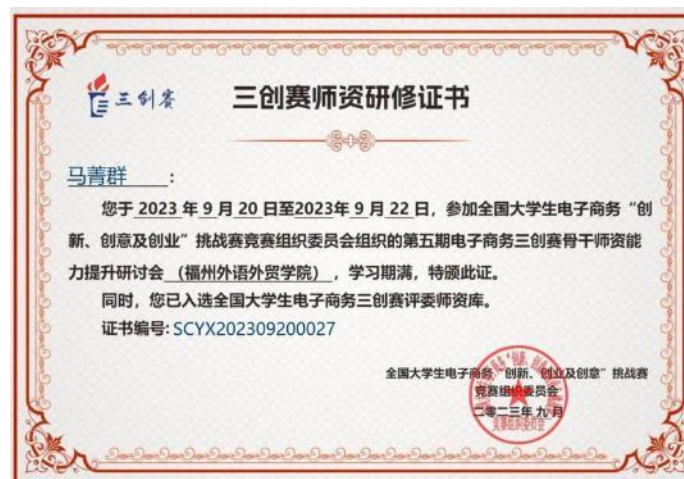 三创赛
三创赛师资研修证书
马菁群 :
您于 2023 年 9 月 20 日至2023年 9 月 22 日，参加全国大学生电子商务“创
新、创意及创业”挑战赛竞赛组织委员会组织的第五期电子商务三创赛骨干师资能
力提升研讨会 （福州外语外贸学院） ，学习期满，特颁此证。
同时，您已入选全国大学生电子商务三创赛评委师资库。
证书编号: SCYX202309200027
全国大学生电子商务“创新、创业及创意”挑战赛
竞赛组织委员会
二零二三年 九 月
竞赛组织委员会